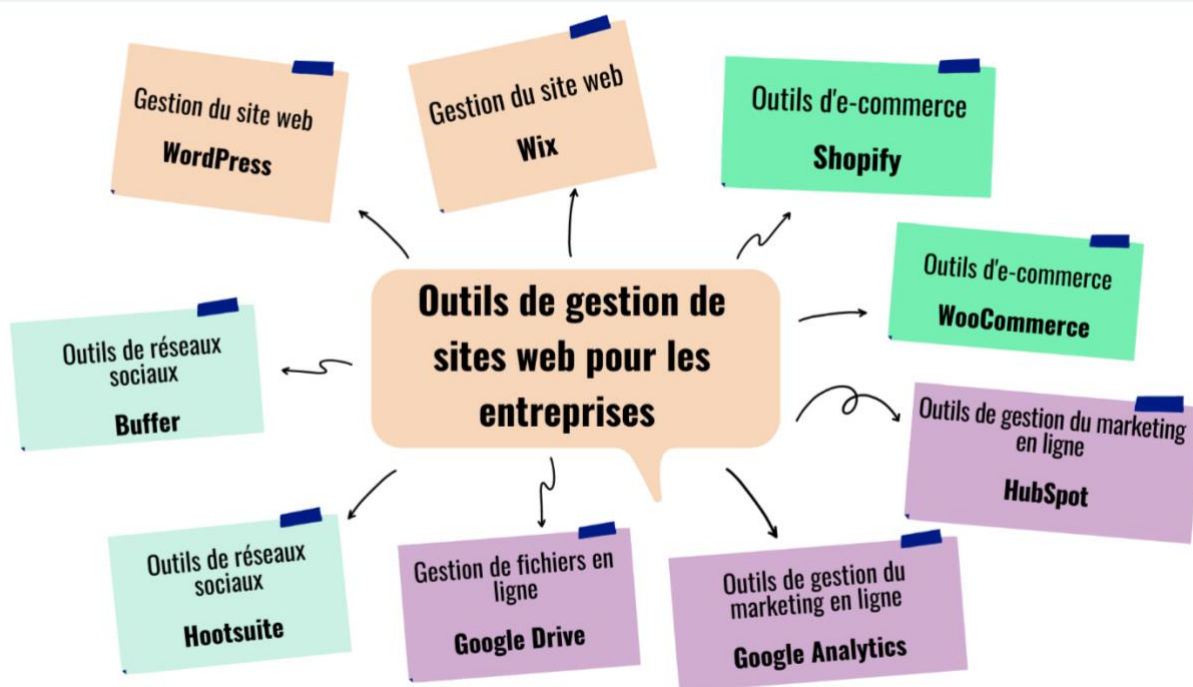 Gestion du site web
WordPress
Gestion du site web
Wix
Outils d'e-commerce
Shopify
Outils d'e-commerce
WooCommerce
Outils de gestion de
sites web pour les
entreprises
Outils de réseaux
sociaux
Buffer
Outils de gestion du marketing
en ligne
HubSpot
Outils de réseaux
sociaux
Hootsuite
Gestion de fichiers en
ligne
Google Drive
Outils de gestion du
marketing en ligne
Google Analytics